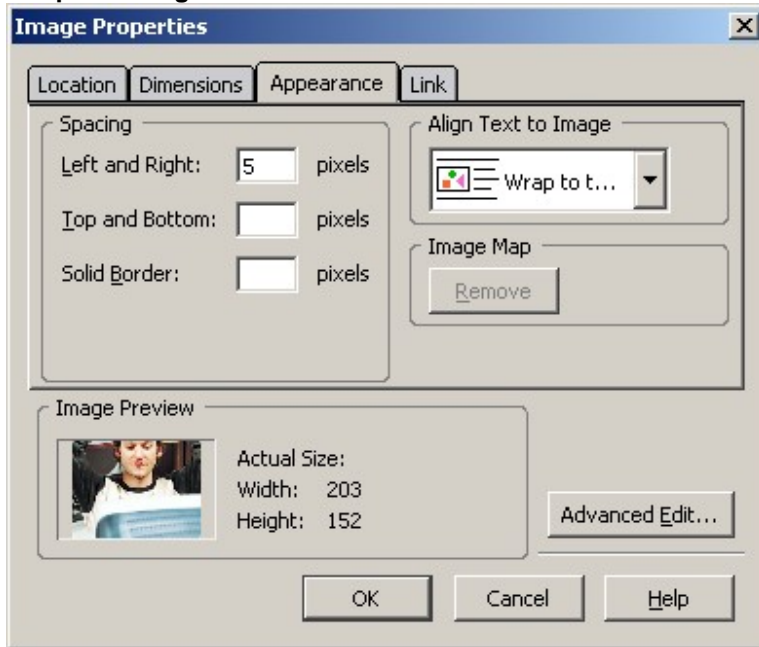 Image Properties
Location Dimensions Appearance Link
Spacing
Left and Right: 5 pixels
Top and Bottom: pixels
Solid Border: pixels
Align Text to Image
Wrap to t...
Image Map
Remove
Image Preview
Actual Size:
Width: 203
Height: 152
Advanced Edit...
OK Cancel Help